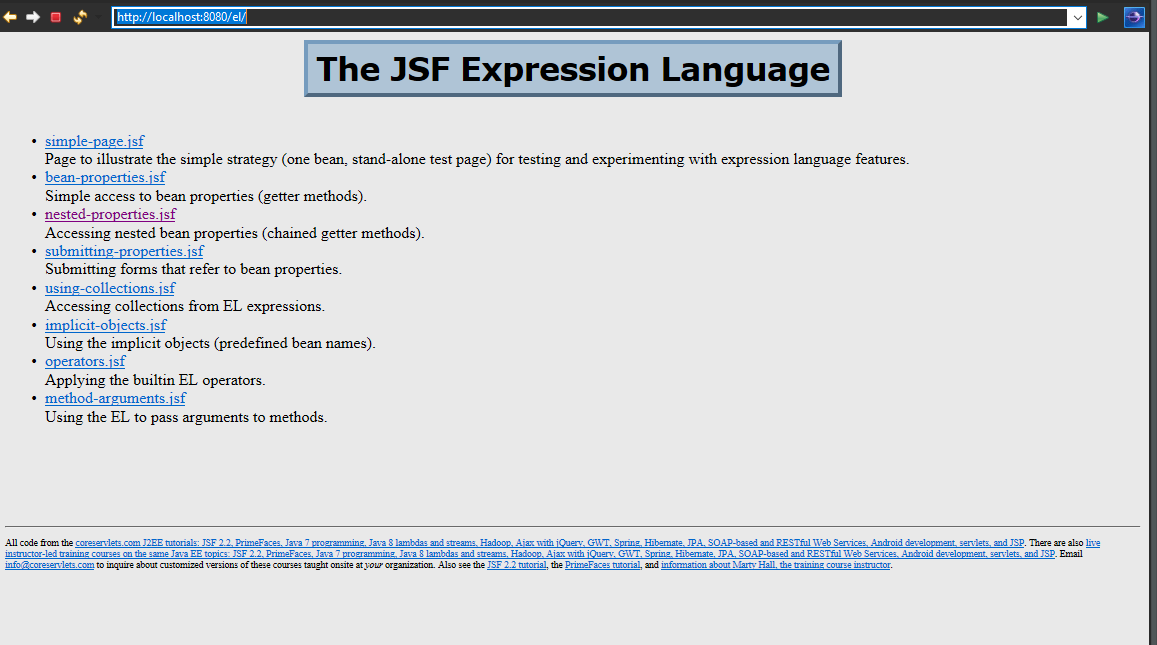 http://localhost:8080/el/
The JSF Expression Language
• simple-page.jsf
Page to illustrate the simple strategy (one bean, stand-alone test page) for testing and experimenting with expression language features.
• bean-properties.jsf
Simple access to bean properties (getter methods).
• nested-properties.jsf
Accessing nested bean properties (chained getter methods).
• submitting-properties.jsf
Submitting forms that refer to bean properties.
• using-collections.jsf
Accessing collections from EL expressions.
• implicit-objects.jsf
Using the implicit objects (predefined bean names).
• operators.jsf
Applying the builtin EL operators.
• method-arguments.jsf
Using the EL to pass arguments to methods.
All code from the coreservlets.com J2EE tutorials: JSF 2.2, PrimeFaces, Java 7 programming, Java 8 lambdas and streams, Hadoop, Ajax with jQuery, GWT, Spring, Hibernate, JPA, SOAP-based and RESTful Web Services, Android development, servlets, and JSP. There are also live
instructor-led training courses on the same Java EE topics: JSF 2.2, PrimeFaces, Java 7 programming, Java 8 lambdas and streams, Hadoop, Ajax with jQuery, GWT, Spring, Hibernate, JPA, SOAP-based and RESTful Web Services, Android development, servlets, and JSP. Email
info@coreservlets.com to inquire about customized versions of these courses taught onsite at your organization. Also see the JSF 2.2 tutorial, the PrimeFaces tutorial, and information about Marty Hall, the training course instructor.